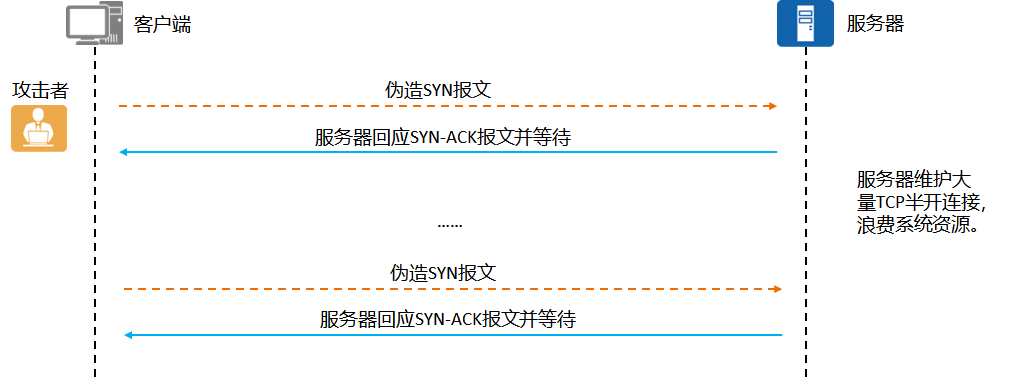 客户端
服务器
攻击者
伪造SYN报文
服务器回应SYN-ACK报文并等待
服务器维护大
量TCP半开连接，
浪费系统资源。
......
伪造SYN报文
服务器回应SYN-ACK报文并等待